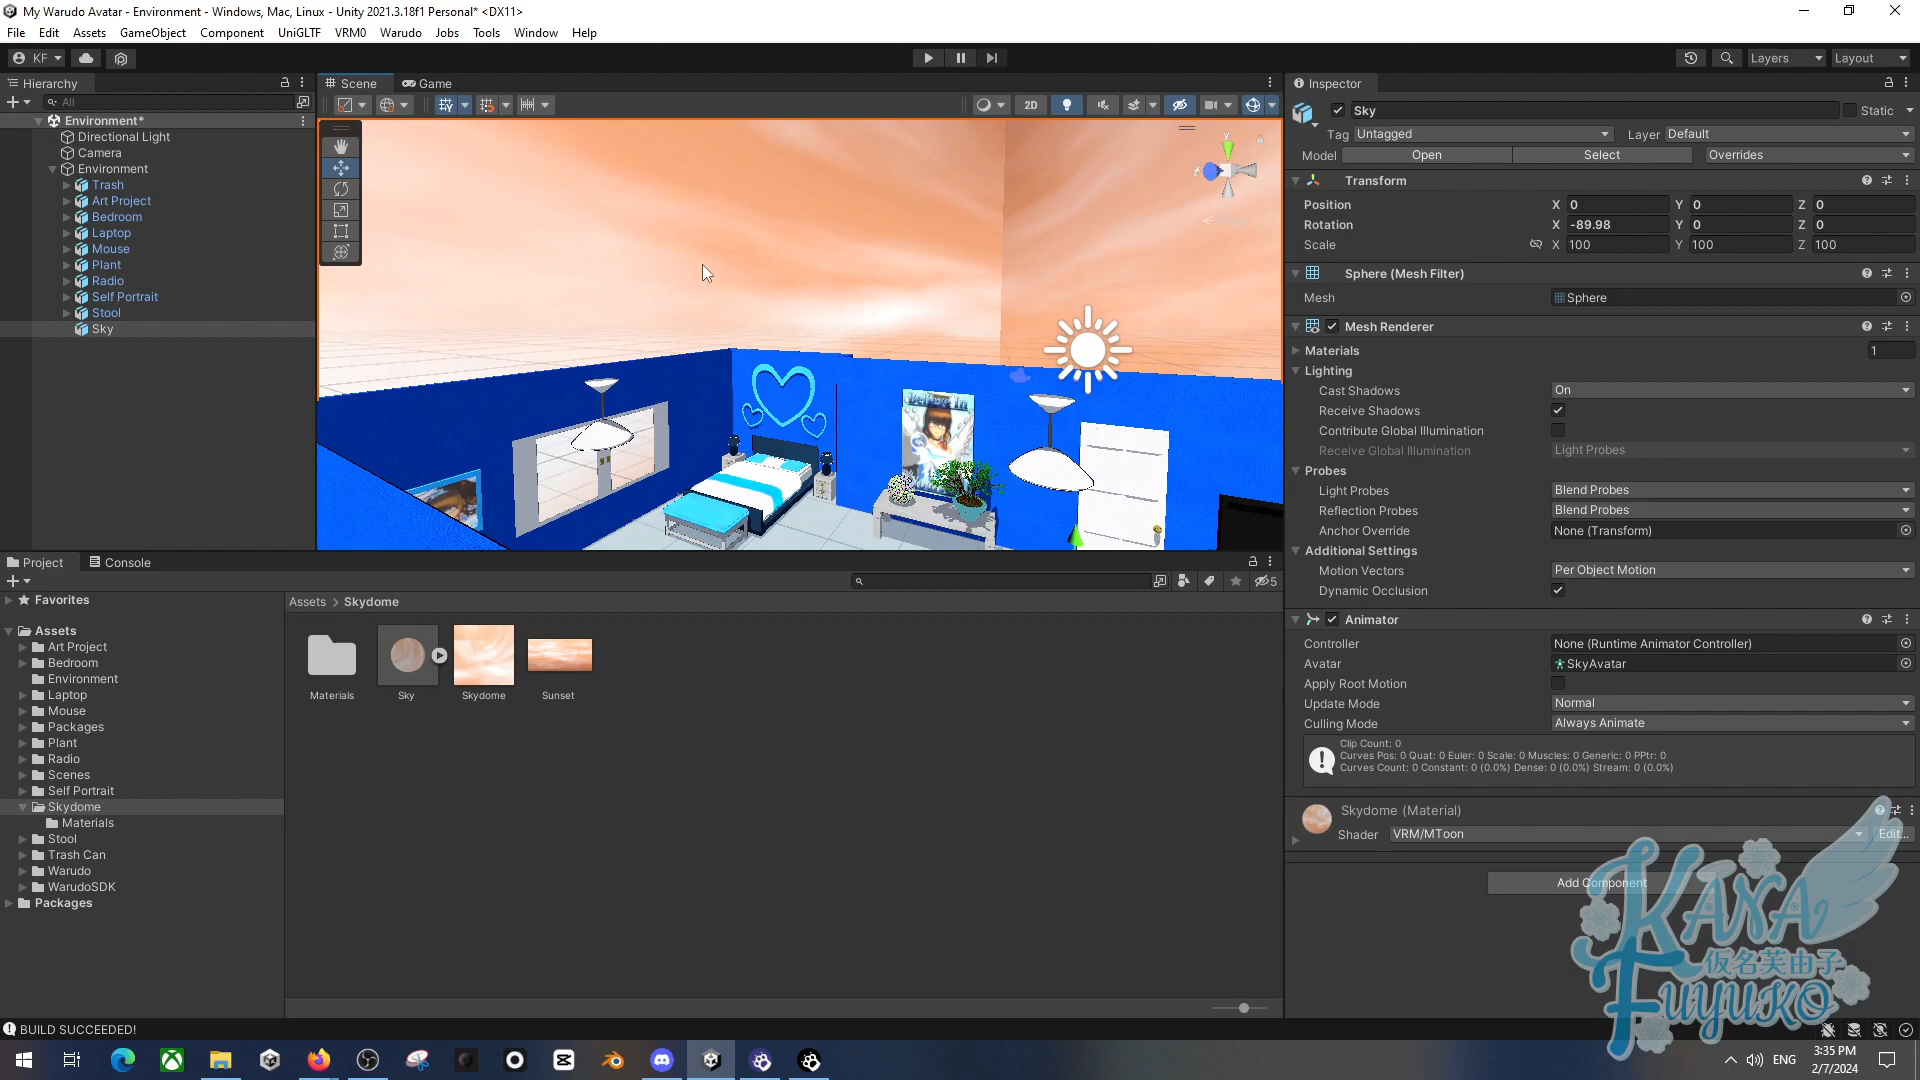 My Warudo Avatar - Environment - Windows, Mac, Linux - Unity 2021.3.18f1 Personal* <DX11>
File Edit Assets GameObject Component UniGLTF VRM0 Warudo Jobs Tools Window Help
KF
Layers
Layout
Hierarchy
All
Environment*
Directional Light
Camera
Environment
Trash
Art Project
Bedroom
Laptop
Mouse
Plant
Radio
Self Portrait
Stool
Sky
Scene
Game
2D
y
Inspector
Sky
Static
Tag Untagged
Layer Default
Model Open Select Overrides
Transform
Position X 0 Y 0 Z 0
Rotation X -89.98 Y 0 Z 0
Scale X 100 Y 100 Z 100
Sphere (Mesh Filter)
Mesh Sphere
Mesh Renderer
Materials 1
Lighting
Cast Shadows On
Receive Shadows
Contribute Global Illumination
Receive Global Illumination Light Probes
Probes
Light Probes Blend Probes
Reflection Probes Blend Probes
Anchor Override None (Transform)
Additional Settings
Motion Vectors Per Object Motion
Dynamic Occlusion
Animator
Controller None (Runtime Animator Controller)
Avatar SkyAvatar
Apply Root Motion
Update Mode Normal
Culling Mode Always Animate
Clip Count: 0
Curves Pos: 0 Quat: 0 Euler: 0 Scale: 0 Muscles: 0 Generic: 0 PPtr: 0
Curves Count: 0 Constant: 0 (0.0%) Dense: 0 (0.0%) Stream: 0 (0.0%)
Skydome (Material)
Shader VRM/MToon Edit...
Add Component
Project
Console
5
Favorites
Assets
Art Project
Bedroom
Environment
Laptop
Mouse
Packages
Plant
Radio
Scenes
Self Portrait
Skydome
Materials
Stool
Trash Can
Warudo
WarudoSDK
Packages
Assets > Skydome
Materials
Sky
Skydome
Sunset
KANA
仮名芙由子
FUYUKO
BUILD SUCCEEDED!
ENG
3:35 PM
2/7/2024